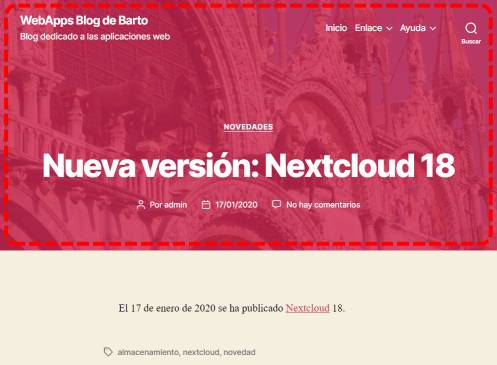 WebApps Blog de Barto
Blog dedicado a las aplicaciones web
Inicio Enlace Ayuda
Buscar
NOVEDADES
Nueva versión: Nextcloud 18
Por admin 17/01/2020 No hay comentarios
El 17 de enero de 2020 se ha publicado Nextcloud 18.
almacenamiento, nextcloud, novedad